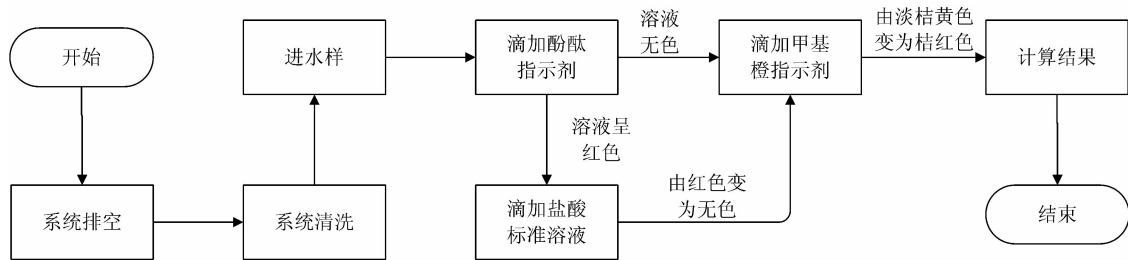 开始
系统排空
系统清洗
进水样
滴加酚酞
指示剂
溶液
无色
溶液呈
红色
滴加盐酸
标准溶液
由红色变
为无色
滴加甲基
橙指示剂
由淡桔黄色
变为桔红色
计算结果
结束